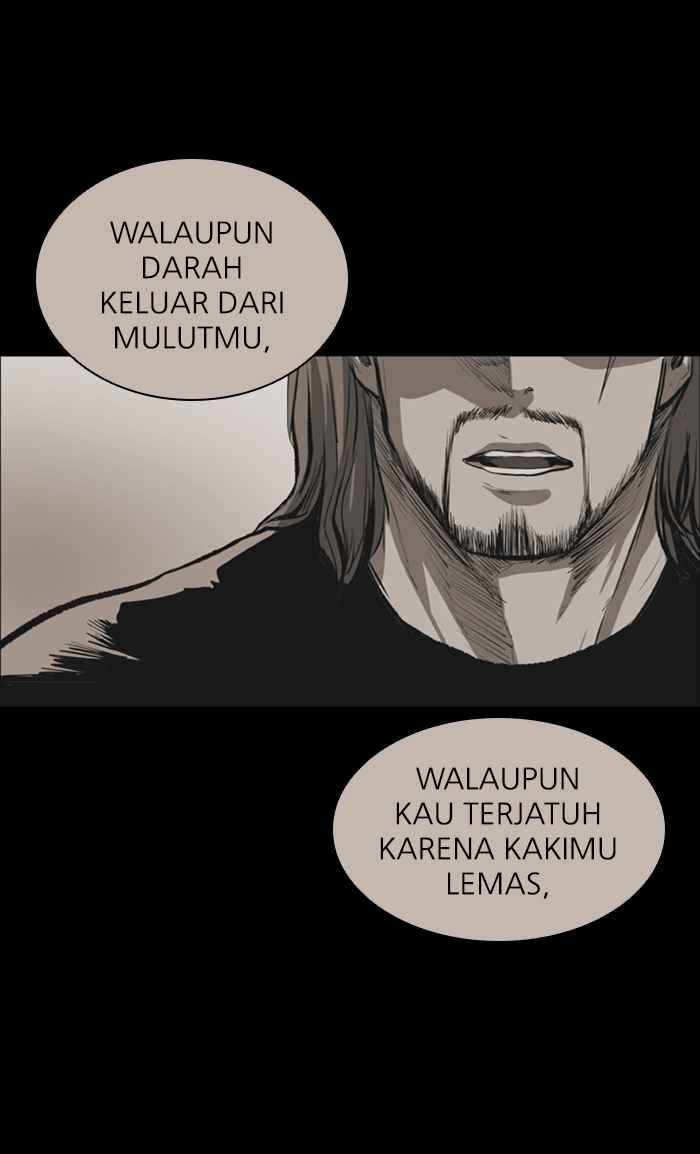 WALAUPUN
DARAH
KELUAR DARI
MULUTMU,
WALAUPUN
KAU TERJATUH
KARENA KAKIMU
LEMAS,